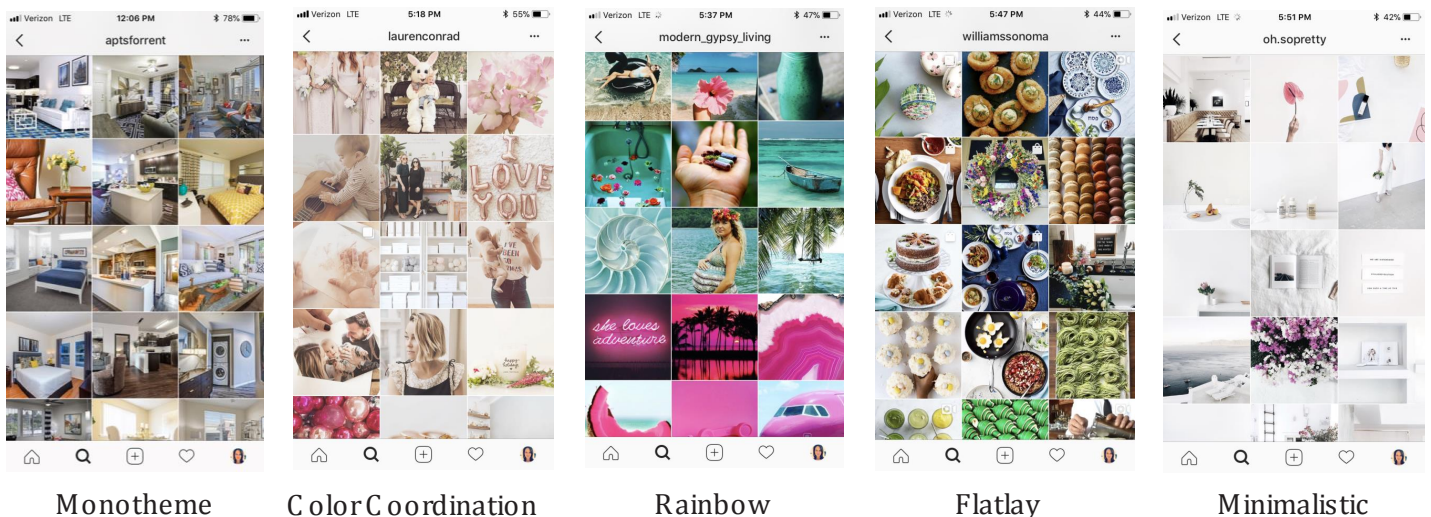 Verizon LTE 12:06 PM 78%
aptsforrent
Verizon LTE 5:18 PM 55%
laurenconrad
I
LOVE
YOU
Verizon LTE 5:37 PM 47%
modern_gypsy_living
she loves
adventure
Verizon LTE 5:47 PM 44%
williamssonoma
Verizon LTE 5:51 PM 42%
oh.sopretty
Monotheme
Color Coordination
Rainbow
Flatlay
Minimalistic